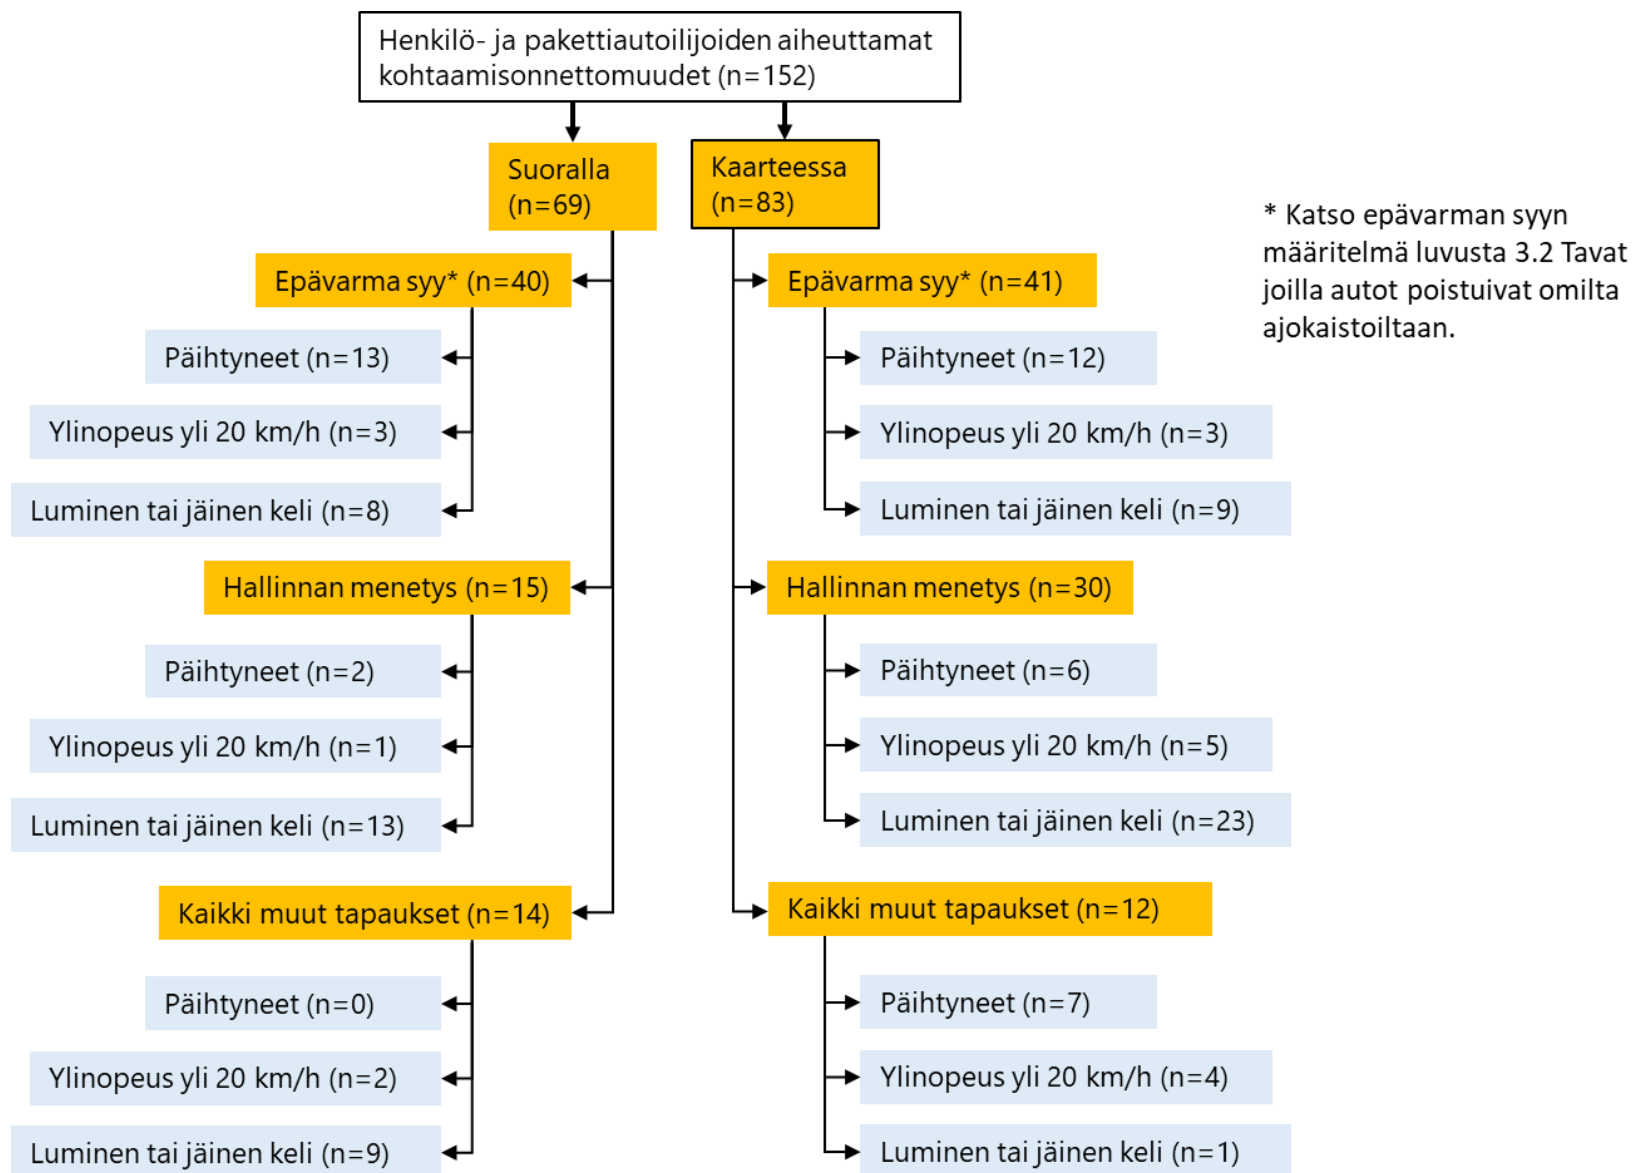 Henkilö- ja pakettiautoilijoiden aiheuttamat
kohtaamisonnettomuudet (n=152)
Suoralla
(n=69)
Epävarma syy* (n=40)
Päihtyneet (n=13)
Ylinopeus yli 20 km/h (n=3)
Luminen tai jäinen keli (n=8)
Hallinnan menetys (n=15)
Päihtyneet (n=2)
Ylinopeus yli 20 km/h (n=1)
Luminen tai jäinen keli (n=13)
Kaikki muut tapaukset (n=14)
Päihtyneet (n=0)
Ylinopeus yli 20 km/h (n=2)
Luminen tai jäinen keli (n=9)
Kaarteessa
(n=83)
Epävarma syy* (n=41)
Päihtyneet (n=12)
Ylinopeus yli 20 km/h (n=3)
Luminen tai jäinen keli (n=9)
Hallinnan menetys (n=30)
Päihtyneet (n=6)
Ylinopeus yli 20 km/h (n=5)
Luminen tai jäinen keli (n=23)
Kaikki muut tapaukset (n=12)
Päihtyneet (n=7)
Ylinopeus yli 20 km/h (n=4)
Luminen tai jäinen keli (n=1)
* Katso epävarman syyn
määritelmä luvusta 3.2 Tavat
joilla autot poistuivat omilta
ajokaistoiltaan.